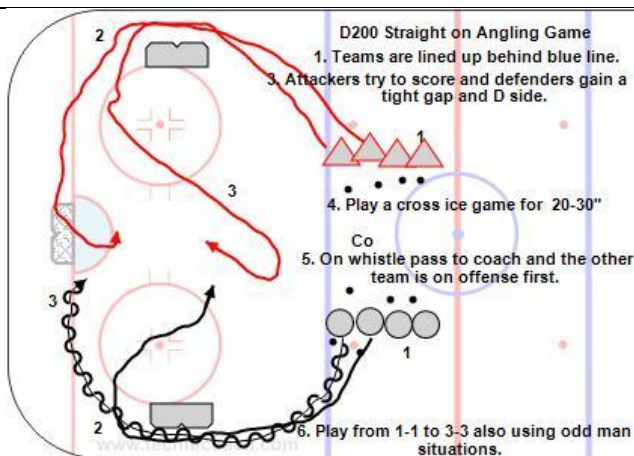 D200 Straight on Angling Game
1. Teams are lined up behind blue line.
3. Attackers try to score and defenders gain a
tight gap and D side.
2
3
1
3
4. Play a cross ice game for 20-30"
Co
5. On whistle pass to coach and the other
team is on offense first.
3
1
2
6. Play from 1-1 to 3-3 also using odd man
situations.